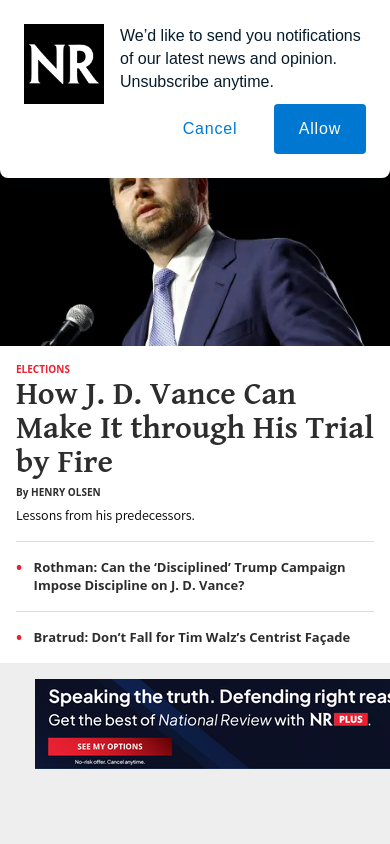 NR
We’d like to send you notifications
of our latest news and opinion.
Unsubscribe anytime.
Cancel
Allow
ELECTIONS
How J. D. Vance Can
Make It through His Trial
by Fire
By HENRY OLSEN
Lessons from his predecessors.
• Rothman: Can the ‘Disciplined’ Trump Campaign
Impose Discipline on J. D. Vance?
• Bratrud: Don’t Fall for Tim Walz’s Centrist Façade
Speaking the truth. Defending right reas
Get the best of National Review with NR PLUS.
SEE MY OPTIONS
No-risk offer. Cancel anytime.